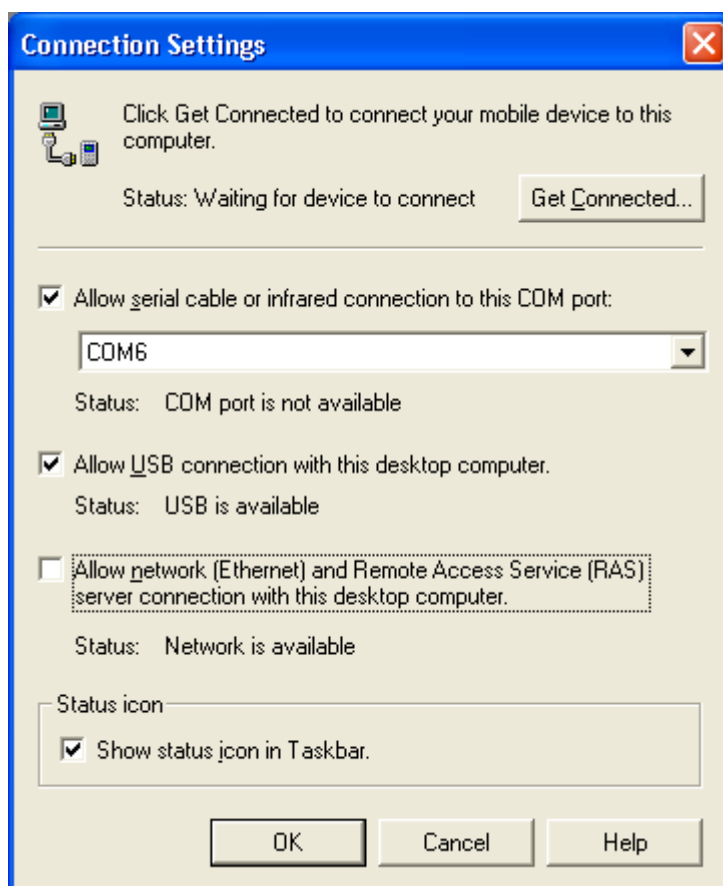 Connection Settings
Click Get Connected to connect your mobile device to this
computer.
Status: Waiting for device to connect
Get Connected...
Allow serial cable or infrared connection to this COM port:
COM6
Status: COM port is not available
Allow USB connection with this desktop computer.
Status: USB is available
Allow network (Ethernet) and Remote Access Service (RAS)
server connection with this desktop computer.
Status: Network is available
Status icon
Show status icon in Taskbar.
OK
Cancel
Help